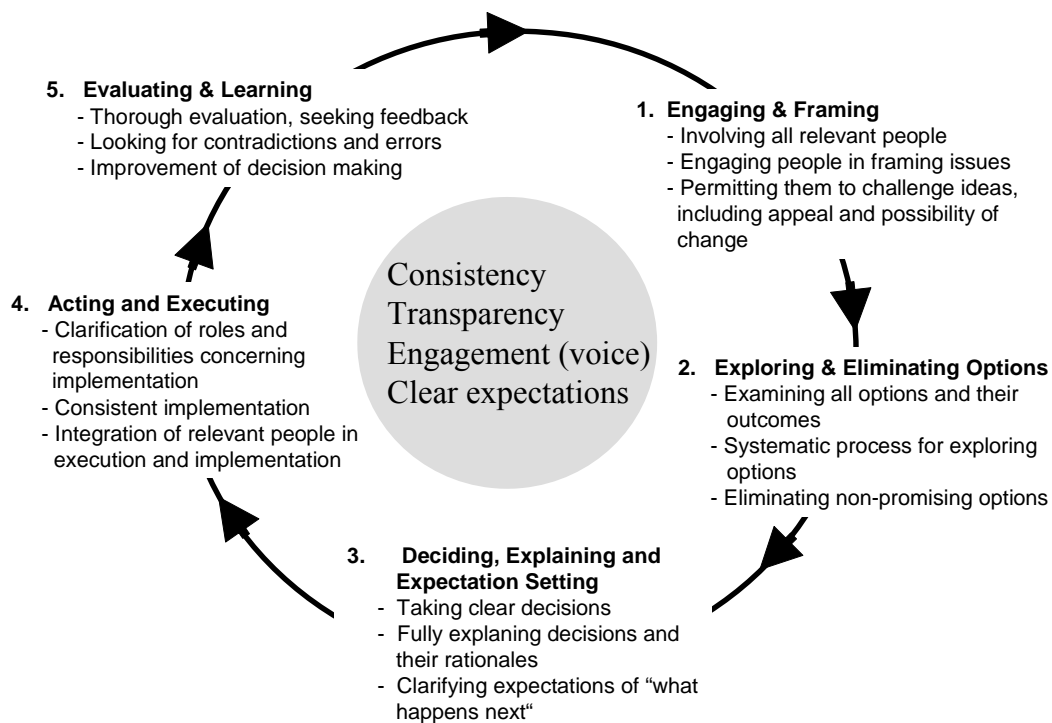 5. Evaluating & Learning
- Thorough evaluation, seeking feedback
- Looking for contradictions and errors
- Improvement of decision making
1. Engaging & Framing
- Involving all relevant people
- Engaging people in framing issues
- Permitting them to challenge ideas,
including appeal and possibility of
change
Consistency
Transparency
Engagement (voice)
Clear expectations
4. Acting and Executing
- Clarification of roles and
responsibilities concerning
implementation
- Consistent implementation
- Integration of relevant people in
execution and implementation
2. Exploring & Eliminating Options
- Examining all options and their
outcomes
- Systematic process for exploring
options
- Eliminating non-promising options
3. Deciding, Explaining and
Expectation Setting
- Taking clear decisions
- Fully explaning decisions and
their rationales
- Clarifying expectations of “what
happens next“